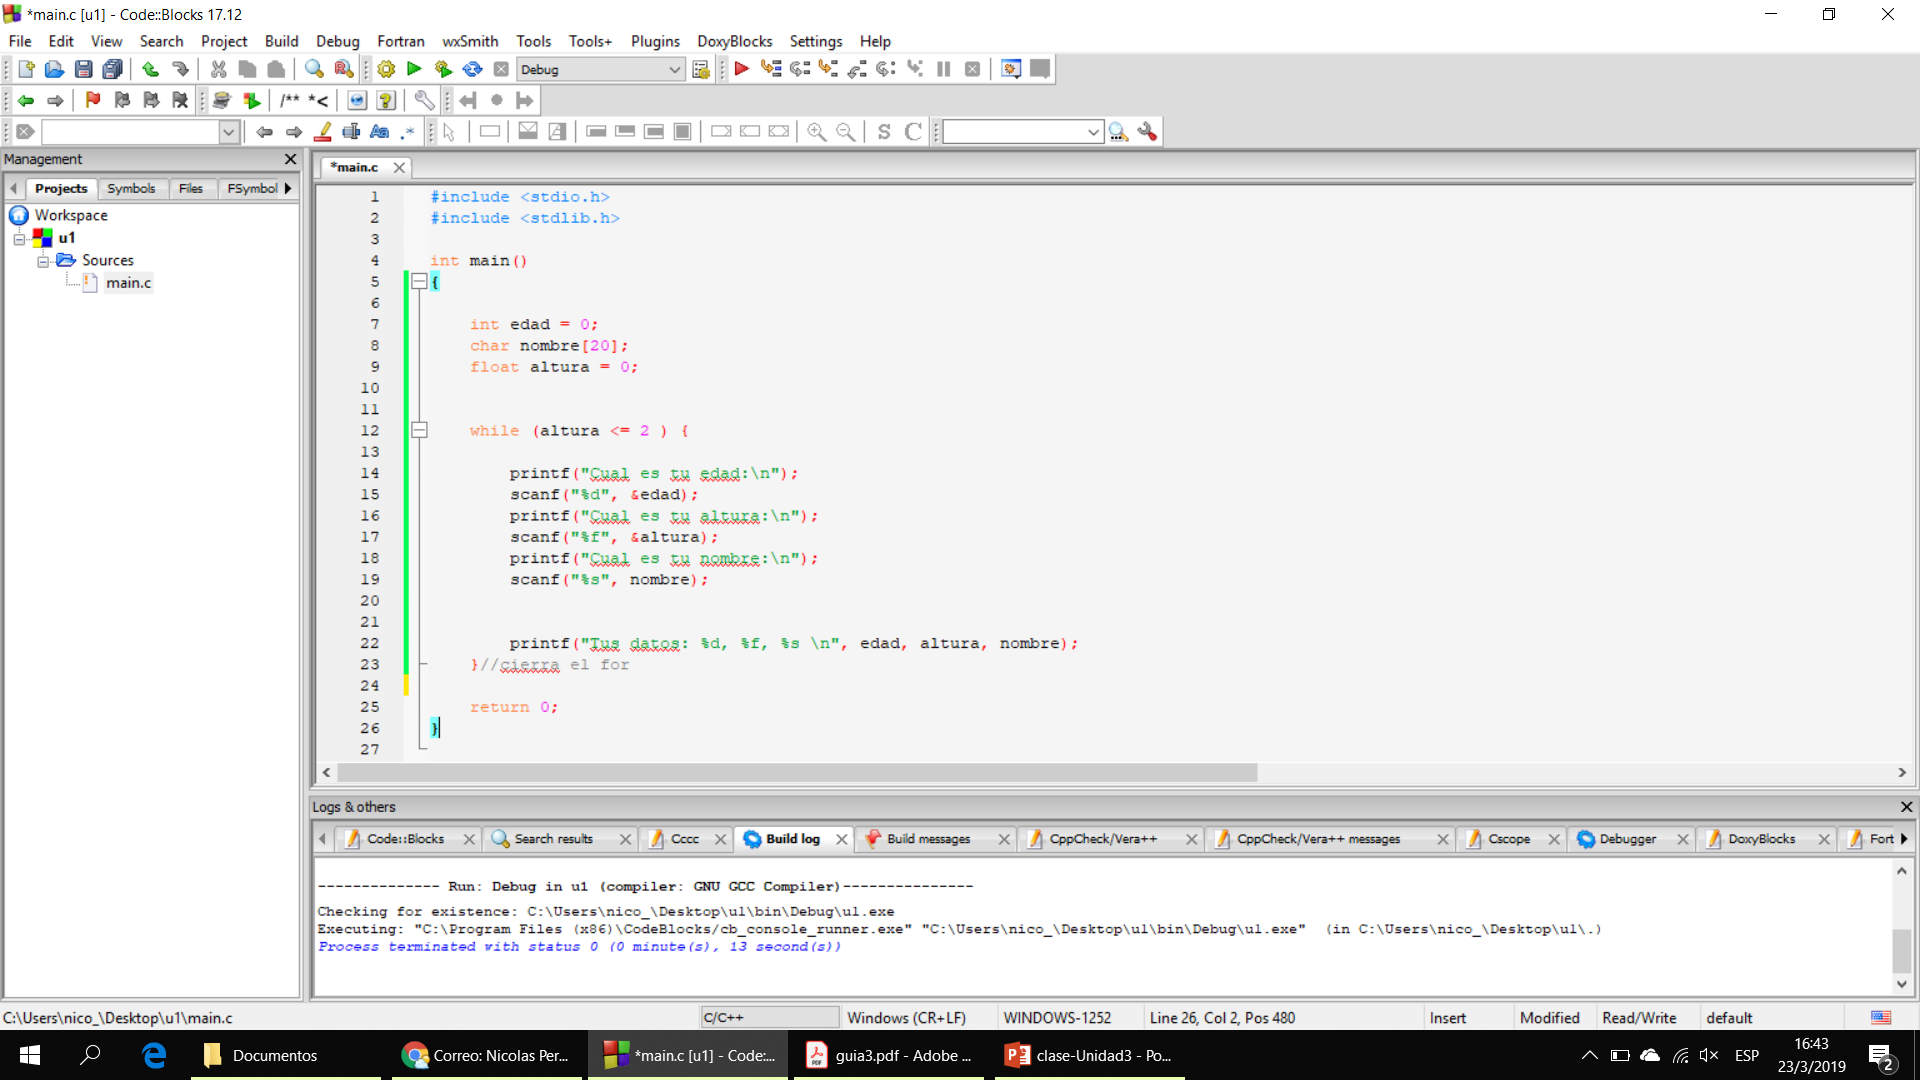 *main.c [u1] - Code::Blocks 17.12
File Edit View Search Project Build Debug Fortran wxSmith Tools Tools+ Plugins DoxyBlocks Settings Help
Debug
/** *<
Aa .*
S C
Management
*main.c
Projects Symbols Files FSymbol
Workspace
u1
Sources
main.c
1 #include <stdio.h>
2 #include <stdlib.h>
3
4 int main()
5 {
6
7 int edad = 0;
8 char nombre[20];
9 float altura = 0;
10
11
12 while (altura <= 2 ) {
13
14 printf("Cual es tu edad:\n");
15 scanf("%d", &edad);
16 printf("Cual es tu altura:\n");
17 scanf("%f", &altura);
18 printf("Cual es tu nombre:\n");
19 scanf("%s", nombre);
20
21
22 printf("Tus datos: %d, %f, %s \n", edad, altura, nombre);
23 }//cierra el for
24
25 return 0;
26 }
27
Logs & others
Code::Blocks Search results Cccc Build log Build messages CppCheck/Vera++ CppCheck/Vera++ messages Cscope Debugger DoxyBlocks Fort
-------------- Run: Debug in u1 (compiler: GNU GCC Compiler)---------------
Checking for existence: C:\Users\nico_\Desktop\u1\bin\Debug\u1.exe
Executing: "C:\Program Files (x86)\CodeBlocks/cb_console_runner.exe" "C:\Users\nico_\Desktop\u1\bin\Debug\u1.exe"  (in C:\Users\nico_\Desktop\u1\.)
Process terminated with status 0 (0 minute(s), 13 second(s))
C:\Users\nico_\Desktop\u1\main.c C/C++ Windows (CR+LF) WINDOWS-1252 Line 26, Col 2, Pos 480 Insert Modified Read/Write default
Documentos Correo: Nicolas Per... *main.c [u1] - Code:... guia3.pdf - Adobe ... clase-Unidad3 - Po... ESP
16:43
23/3/2019
2